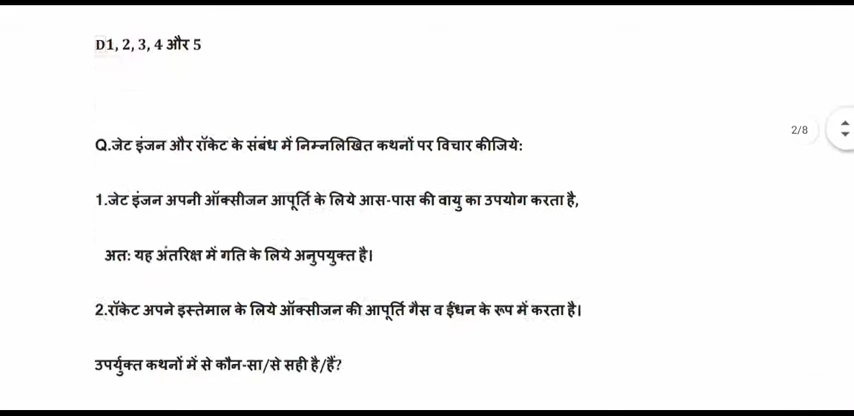 D1, 2, 3, 4 और 5
2/8
Q.जेट इंजन और रॉकेट के संबंध में निम्नलिखित कथनों पर विचार कीजिये:
1.जेट इंजन अपनी ऑक्सीजन आपूर्ति के लिये आस-पास की वायु का उपयोग करता है,
अतः यह अंतरिक्ष में गति के लिये अनुपयुक्त है।
2.रॉकेट अपने इस्तेमाल के लिये ऑक्सीजन की आपूर्ति गैस व ईंधन के रूप में करता है।
उपर्युक्त कथनों में से कौन-सा/से सही है/हैं?